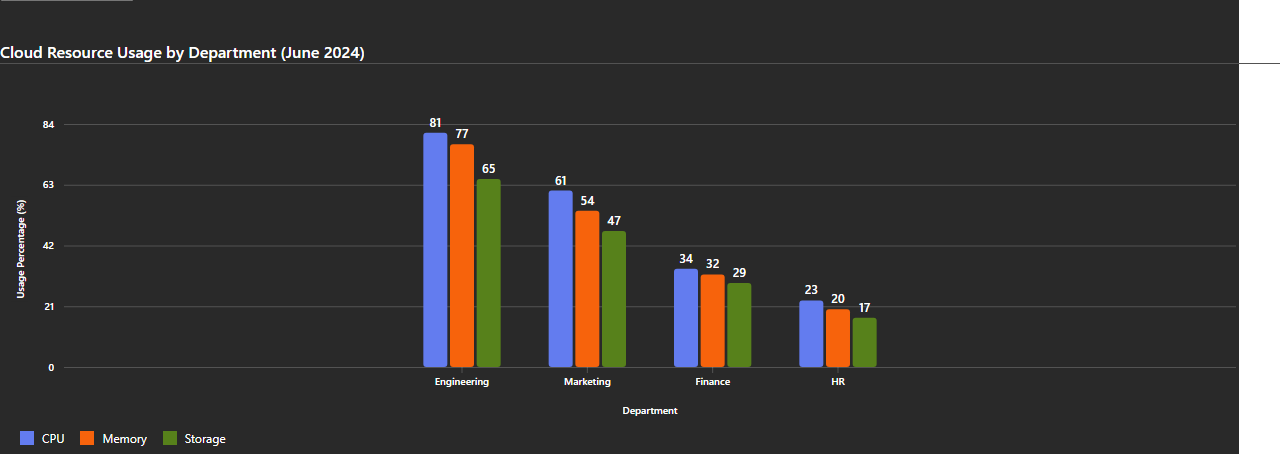 Cloud Resource Usage by Department (June 2024)
84
63
42
21
0
Usage Percentage (%)
81
77
65
61
54
47
34
32
29
23
20
17
Engineering
Marketing
Finance
HR
Department
CPU
Memory
Storage